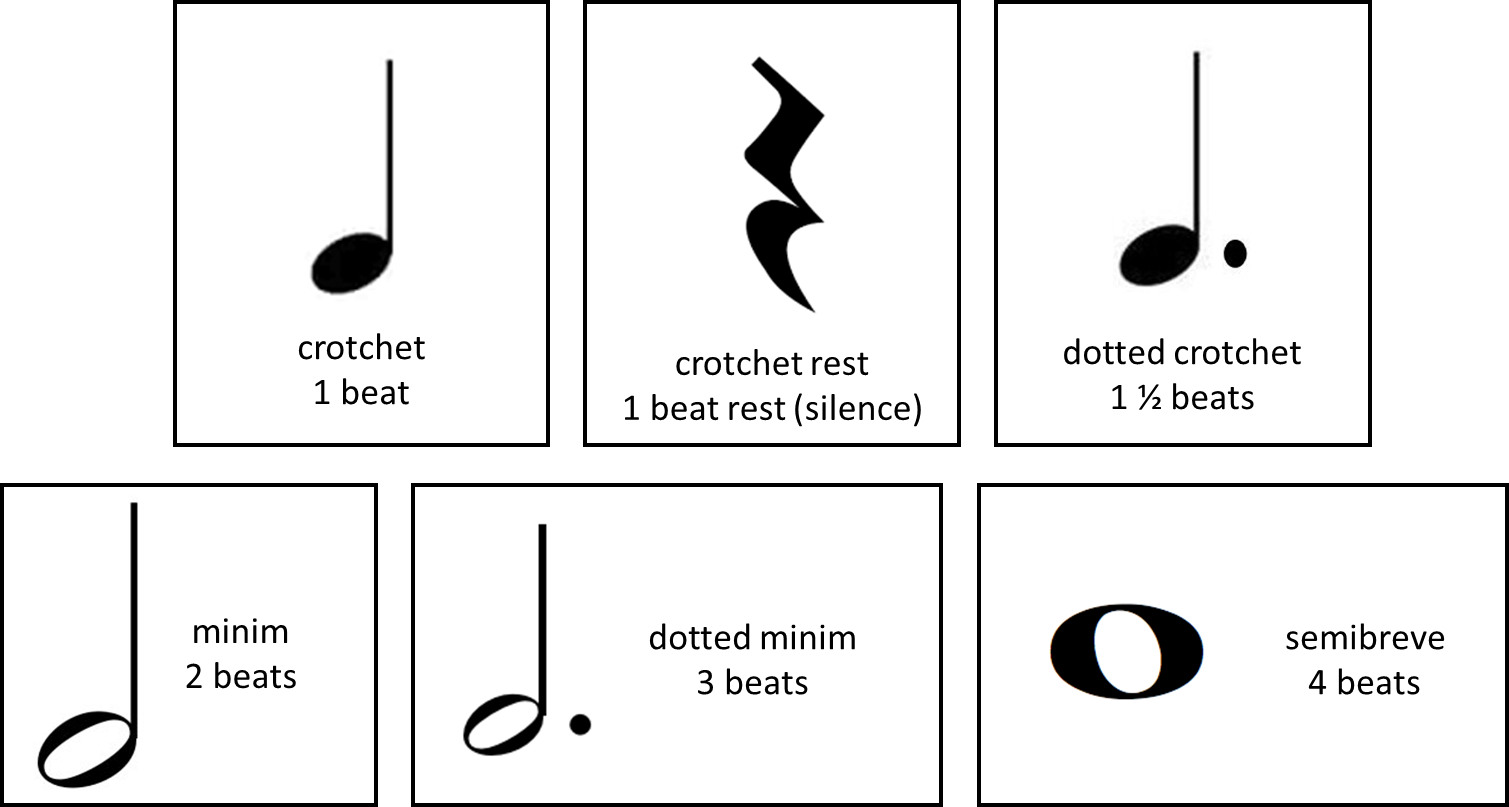 crotchet
1 beat
crotchet rest
1 beat rest (silence)
dotted crotchet
1 ½ beats
minim
2 beats
dotted minim
3 beats
semibreve
4 beats